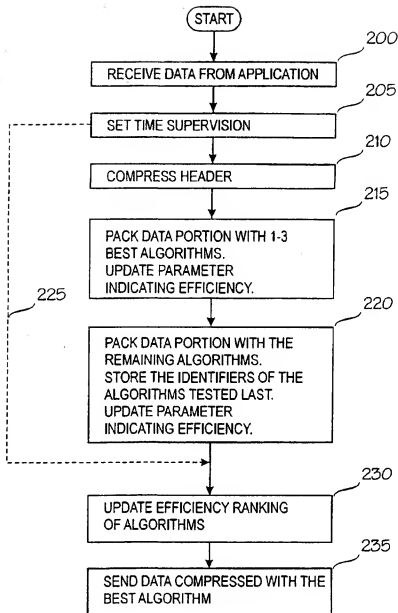 START
200
RECEIVE DATA FROM APPLICATION
205
SET TIME SUPERVISION
210
COMPRESS HEADER
215
PACK DATA PORTION WITH 1-3
BEST ALGORITHMS.
UPDATE PARAMETER
INDICATING EFFICIENCY.
225
220
PACK DATA PORTION WITH THE
REMAINING ALGORITHMS.
STORE THE IDENTIFIERS OF THE
ALGORITHMS TESTED LAST.
UPDATE PARAMETER
INDICATING EFFICIENCY.
230
UPDATE EFFICIENCY RANKING
OF ALGORITHMS
235
SEND DATA COMPRESSED WITH THE
BEST ALGORITHM